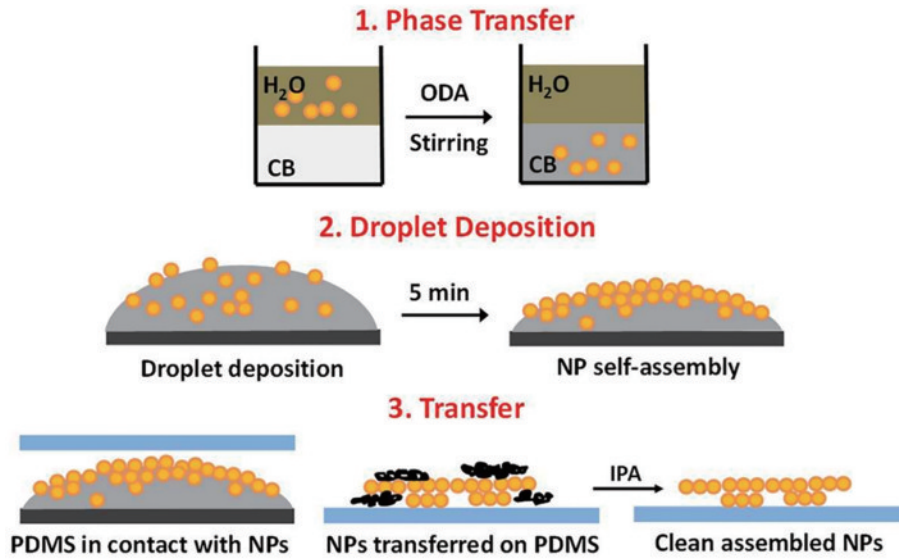 1. Phase Transfer
H₂O
CB
ODA
Stirring
H₂O
CB
2. Droplet Deposition
5 min
Droplet deposition
NP self-assembly
3. Transfer
IPA
PDMS in contact with NPs
NPs transferred on PDMS
Clean assembled NPs